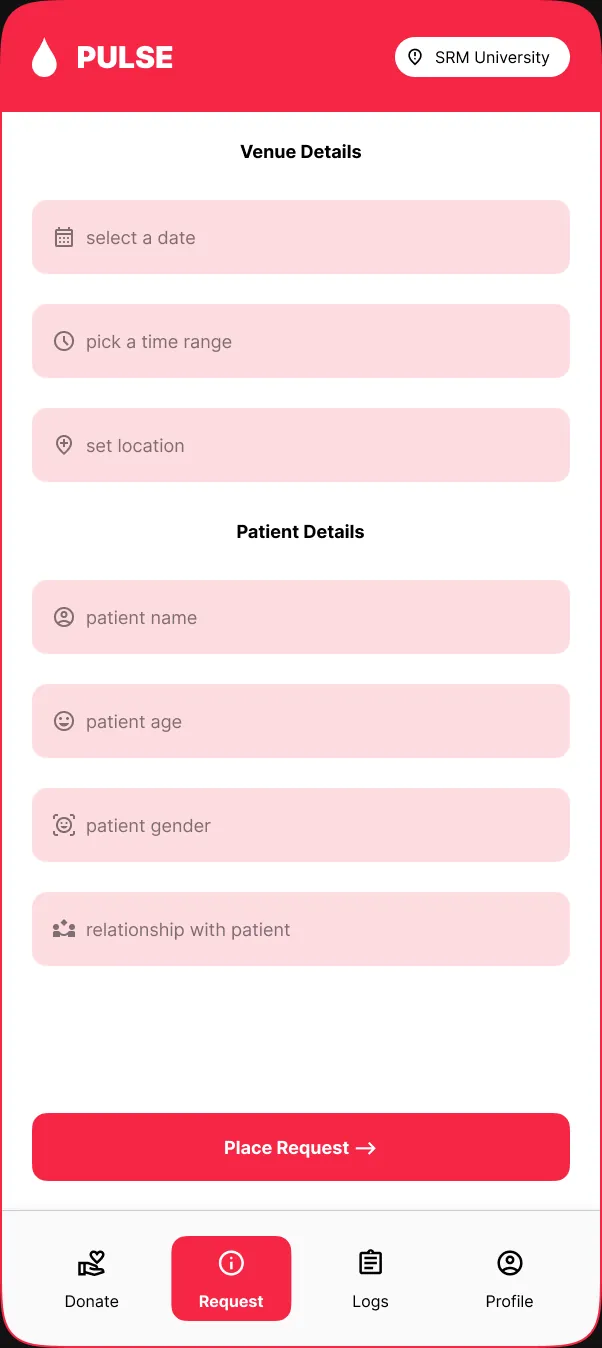 PULSE
SRM University
Venue Details
select a date
pick a time range
set location
Patient Details
patient name
patient age
patient gender
relationship with patient
Place Request →
Donate
Request
Logs
Profile